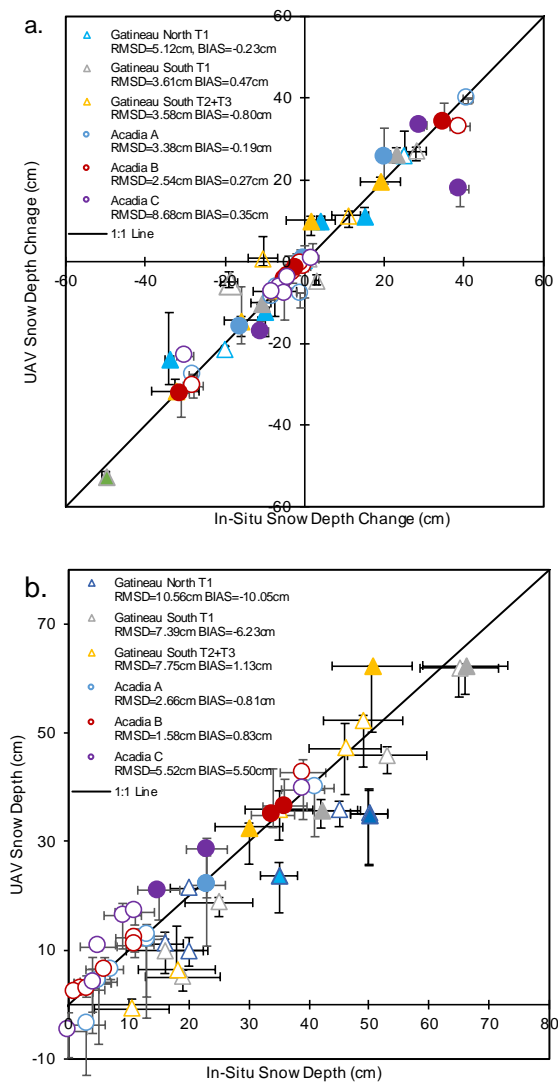 a.
60
Gatineau North T1
RMSD=5.12cm, BIAS=-0.23cm
Gatineau South T1
RMSD=3.61cm BIAS=0.47cm
Gatineau South T2+T3
RMSD=3.58cm BIAS=-0.80cm
Acadia A
RMSD=3.38cm BIAS=-0.19cm
Acadia B
RMSD=2.54cm BIAS=0.27cm
Acadia C
RMSD=8.68cm BIAS=0.35cm
1:1 Line
40
20
0
-60 -40 -20 0 20 40 60
-20
-40
-60
UAV Snow Depth Chnage (cm)
In-Situ Snow Depth Change (cm)
b.
Gatineau North T1
RMSD=10.56cm BIAS=-10.05cm
Gatineau South T1
RMSD=7.39cm BIAS=-6.23cm
Gatineau South T2+T3
RMSD=7.75cm BIAS=1.13cm
Acadia A
RMSD=2.66cm BIAS=-0.81cm
Acadia B
RMSD=1.58cm BIAS=0.83cm
Acadia C
RMSD=5.52cm BIAS=5.50cm
1:1 Line
70
50
30
10
-10
0 10 20 30 40 50 60 70 80
UAV Snow Depth (cm)
In-Situ Snow Depth (cm)